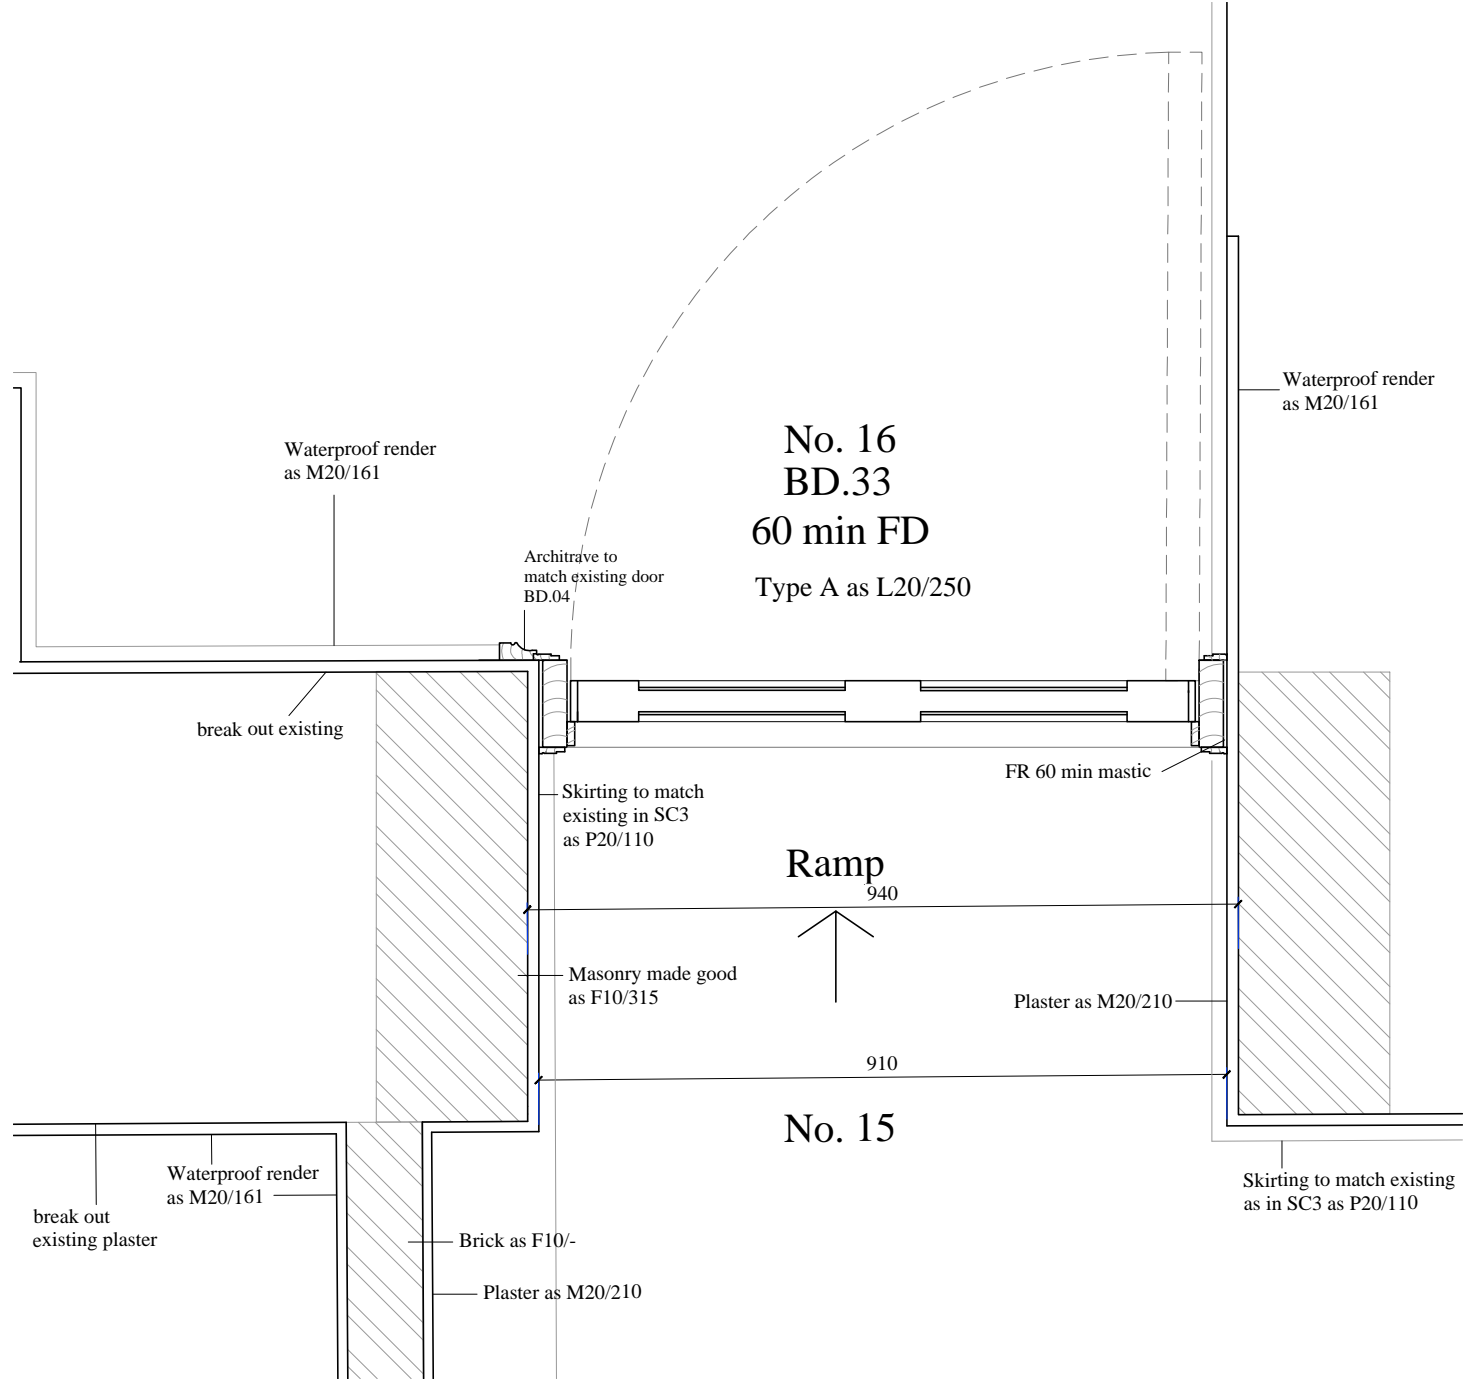 Waterproof render
as M20/161
Waterproof render
as M20/161
No. 16
BD.33
60 min FD
Type A as L20/250
Architrave to
match existing door
BD.04
break out existing
FR 60 min mastic
Skirting to match
existing in SC3
as P20/110
Ramp
940
Masonry made good
as F10/315
Plaster as M20/210
910
No. 15
Waterproof render
as M20/161
break out
existing plaster
Skirting to match existing
as in SC3 as P20/110
Brick as F10/-
Plaster as M20/210